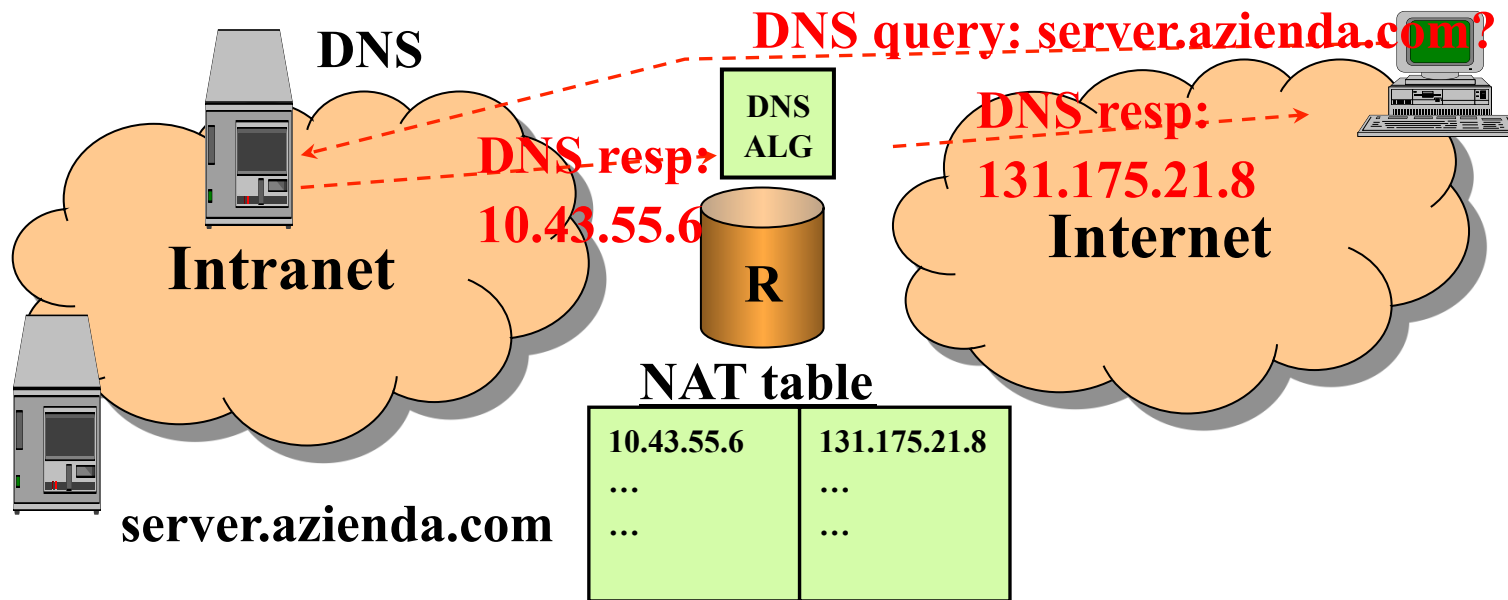 DNS
DNS query: server.azienda.com?
DNS
ALG
DNS resp:
131.175.21.8
DNS resp:
10.43.55.6
Intranet
R
Internet
NAT table
10.43.55.6 131.175.21.8
... ...
... ...
server.azienda.com